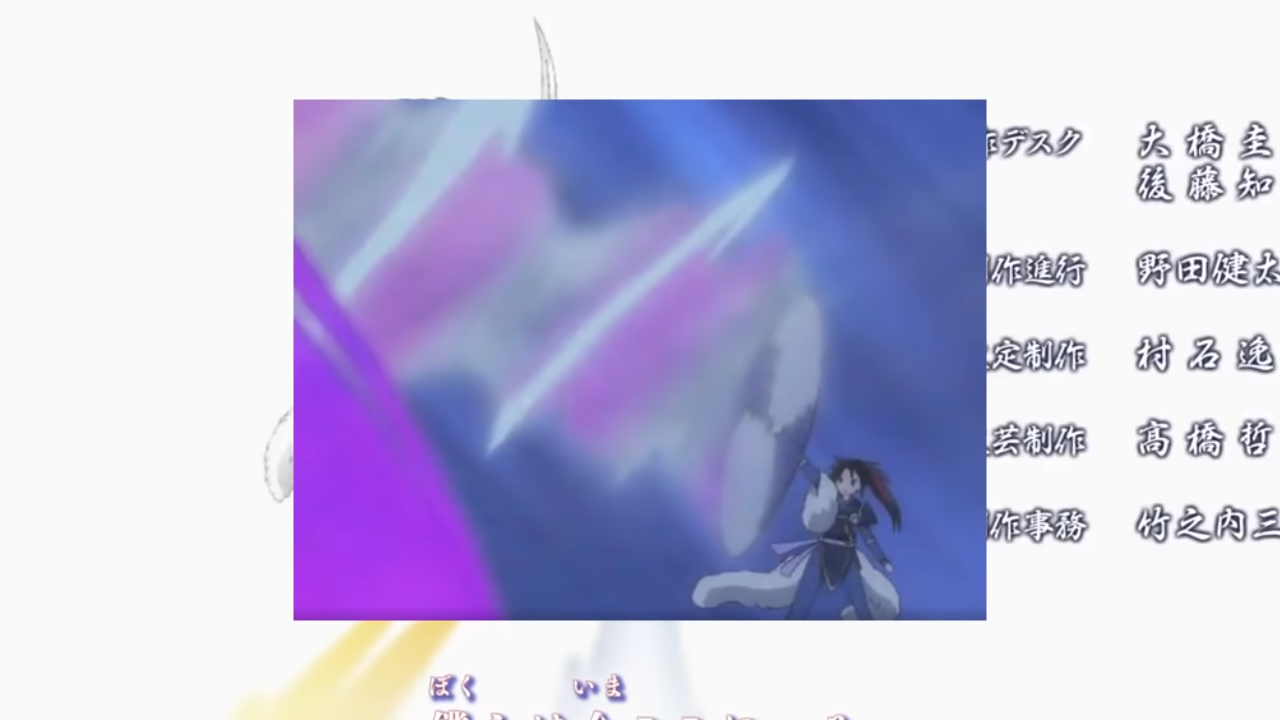 作デスク 大橋圭
後藤知
作進行 野田健太
定制作 村石逸
芸制作 髙橋哲
作事務 竹之内三
ぼく いま